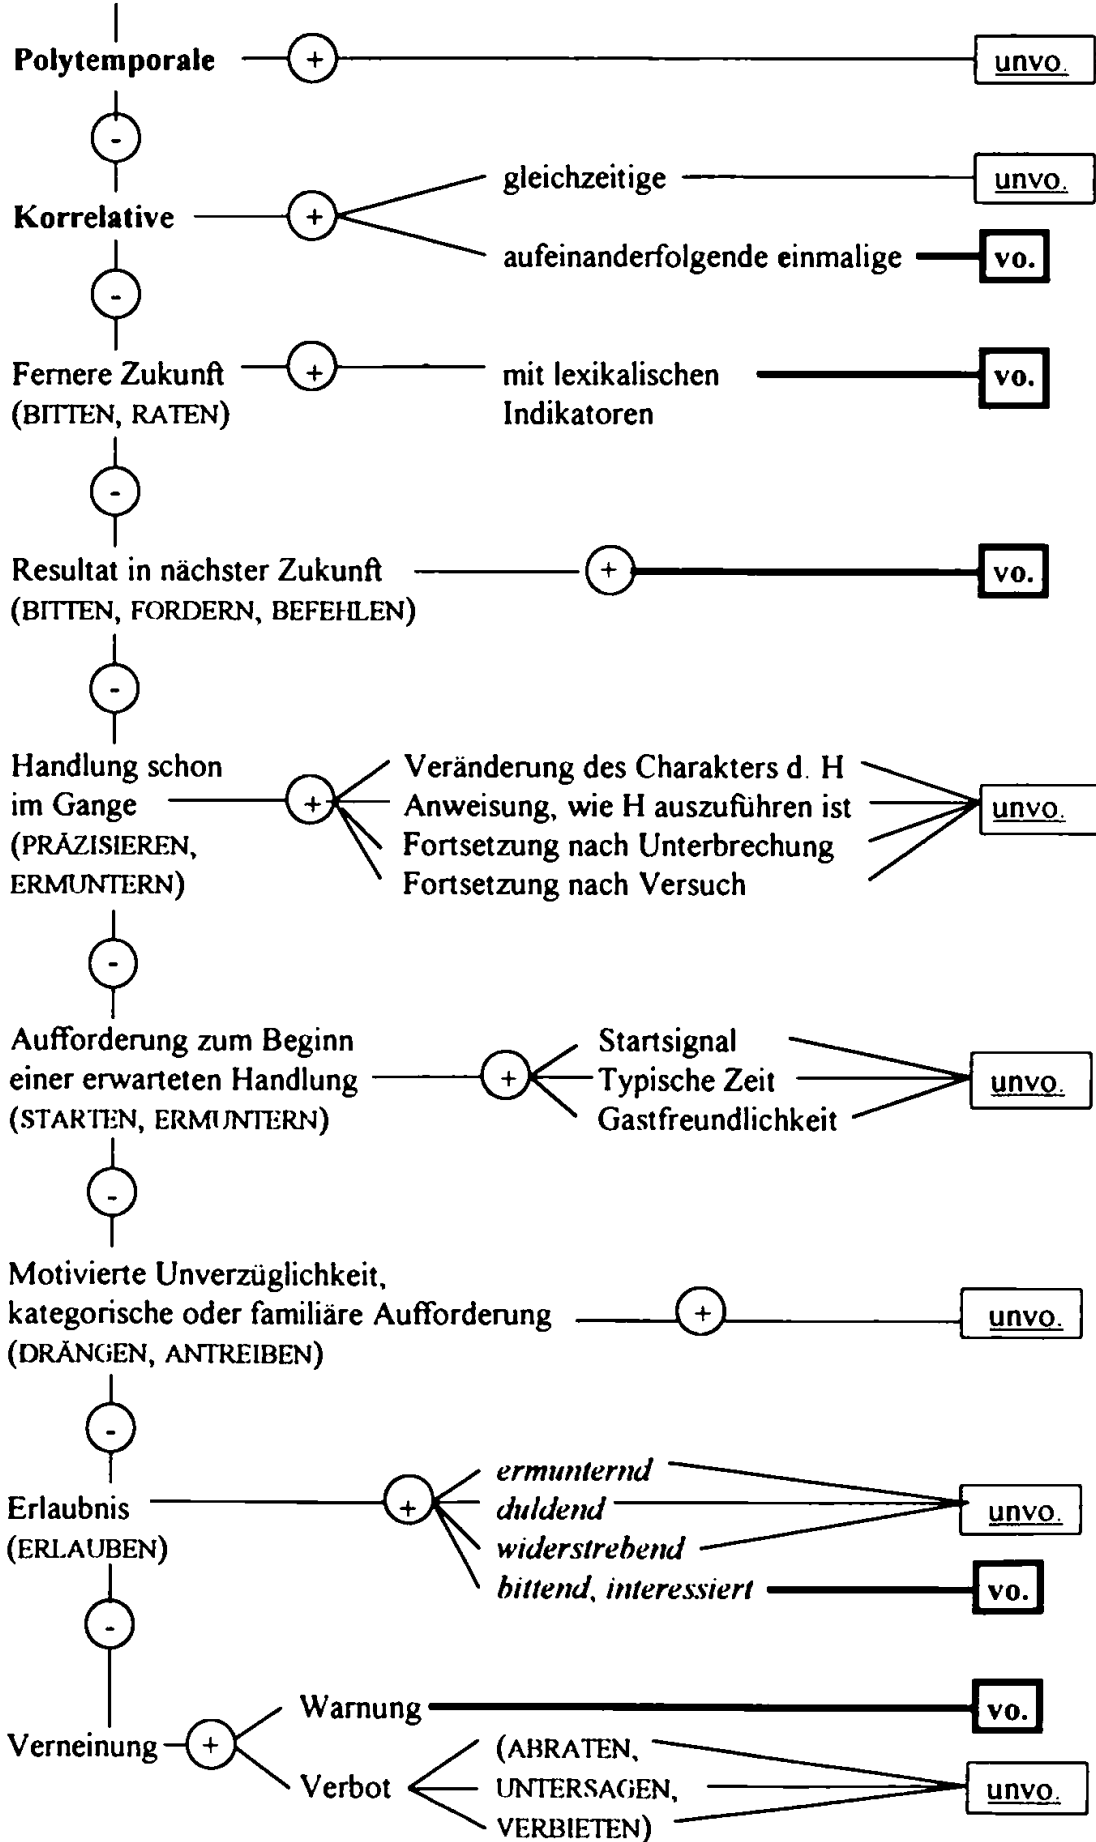 Polytemporale + unvo.
-
gleichzeitige unvo.
Korrelative +
aufeinanderfolgende einmalige vo.
-
Fernere Zukunft + mit lexikalischen vo.
(BITTEN, RATEN) Indikatoren
-
Resultat in nächster Zukunft + vo.
(BITTEN, FORDERN, BEFEHLEN)
-
Handlung schon Veränderung des Charakters d. H
im Gange + Anweisung, wie H auszuführen ist unvo.
(PRÄZISIEREN, Fortsetzung nach Unterbrechung
ERMUNTERN) Fortsetzung nach Versuch
-
Aufforderung zum Beginn Startsignal
einer erwarteten Handlung + Typische Zeit unvo.
(STARTEN, ERMUNTERN) Gastfreundlichkeit
-
Motivierte Unverzüglichkeit,
kategorische oder familiäre Aufforderung + unvo.
(DRÄNGEN, ANTREIBEN)
-
ermunternd
Erlaubnis + duldend unvo.
(ERLAUBEN) widerstrebend
bittend, interessiert vo.
-
Warnung vo.
Verneinung + (ABRATEN,
Verbot UNTERSAGEN, unvo.
VERBIETEN)